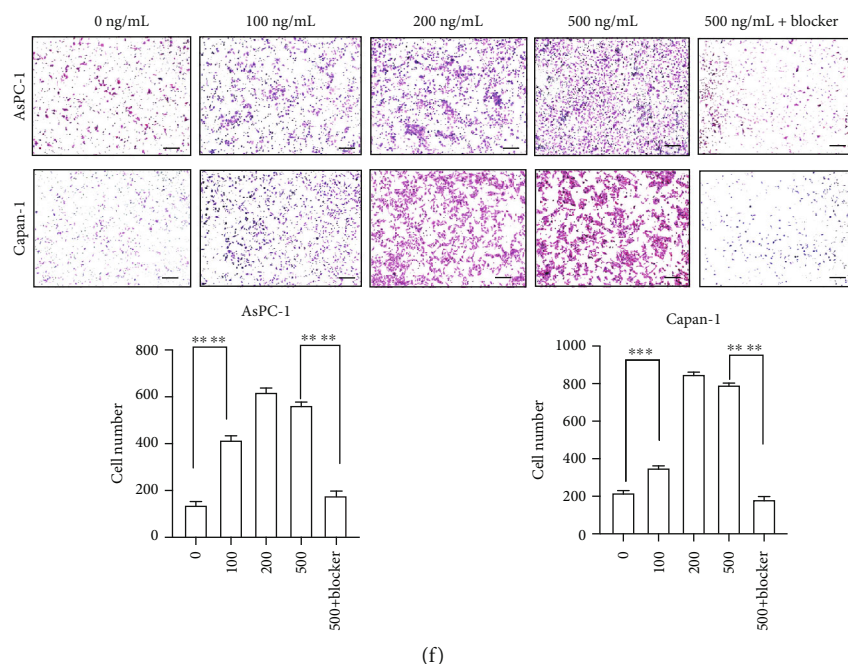 0 ng/mL 100 ng/mL 200 ng/mL 500 ng/mL 500 ng/mL + blocker
AsPC-1
Capan-1
AsPC-1
Cell number
800
600
400
200
0
** **
** **
0 100 200 500 500+blocker
Capan-1
Cell number
1000
800
600
400
200
0
***
** **
0 100 200 500 500+blocker
(f)